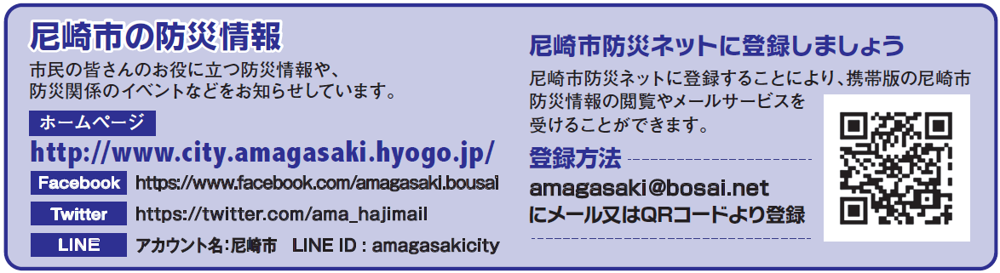 尼崎市の防災情報
市民の皆さんのお役に立つ防災情報や、
防災関係のイベントなどをお知らせしています。
ホームページ
http://www.city.amagasaki.hyogo.jp/
Facebook https://www.facebook.com/amagasaki.bousai
Twitter https://twitter.com/ama_hajimail
LINE アカウント名：尼崎市 LINE ID : amagasakicity
尼崎市防災ネットに登録しましょう
尼崎市防災ネットに登録することにより、携帯版の尼崎市
防災情報の閲覧やメールサービスを
受けることができます。
登録方法
amagasaki@bosai.net
にメール又はQRコードより登録